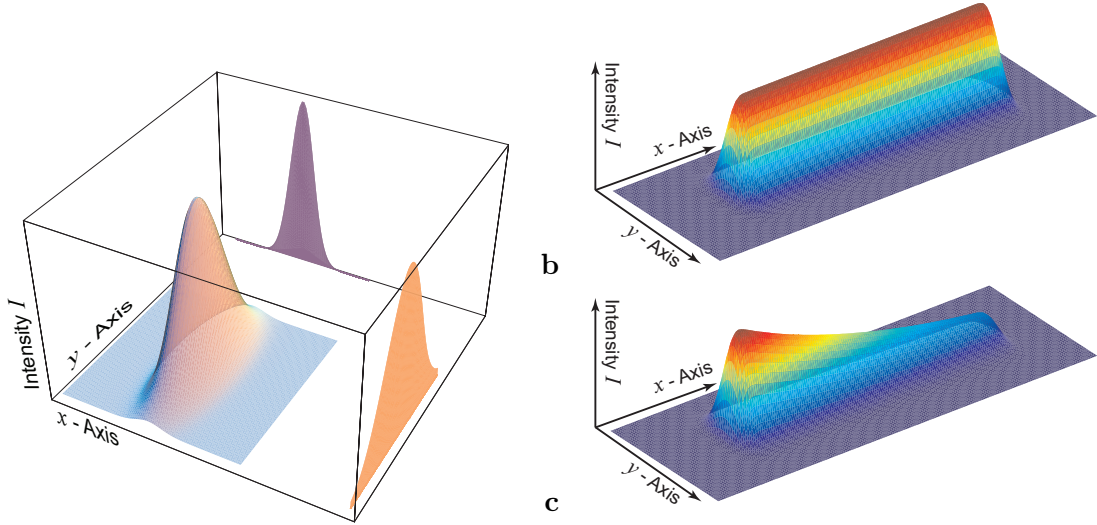 Intensity I
y - Axis
x - Axis
b
Intensity I
x - Axis
y - Axis
c
Intensity I
x - Axis
y - Axis